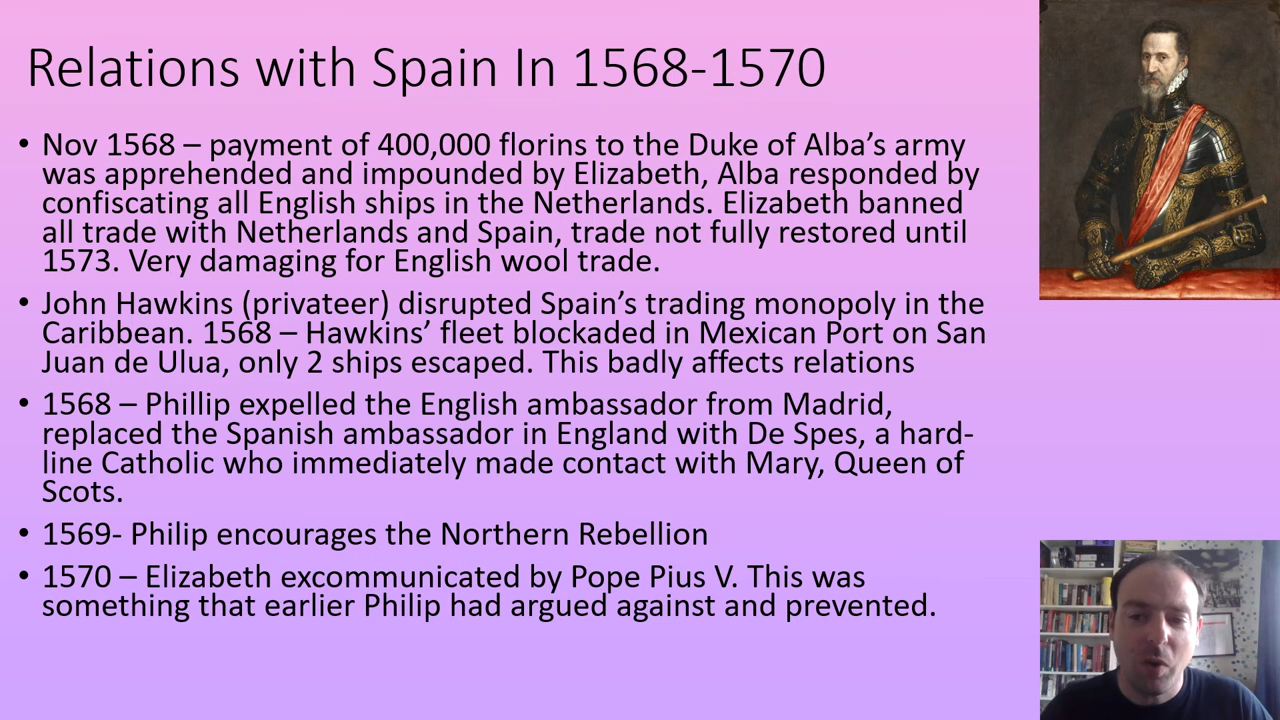 Relations with Spain In 1568-1570
• Nov 1568 – payment of 400,000 florins to the Duke of Alba’s army
was apprehended and impounded by Elizabeth, Alba responded by
confiscating all English ships in the Netherlands. Elizabeth banned
all trade with Netherlands and Spain, trade not fully restored until
1573. Very damaging for English wool trade.
• John Hawkins (privateer) disrupted Spain’s trading monopoly in the
Caribbean. 1568 – Hawkins’ fleet blockaded in Mexican Port on San
Juan de Ulua, only 2 ships escaped. This badly affects relations
• 1568 – Phillip expelled the English ambassador from Madrid,
replaced the Spanish ambassador in England with De Spes, a hard-
line Catholic who immediately made contact with Mary, Queen of
Scots.
• 1569- Philip encourages the Northern Rebellion
• 1570 – Elizabeth excommunicated by Pope Pius V. This was
something that earlier Philip had argued against and prevented.